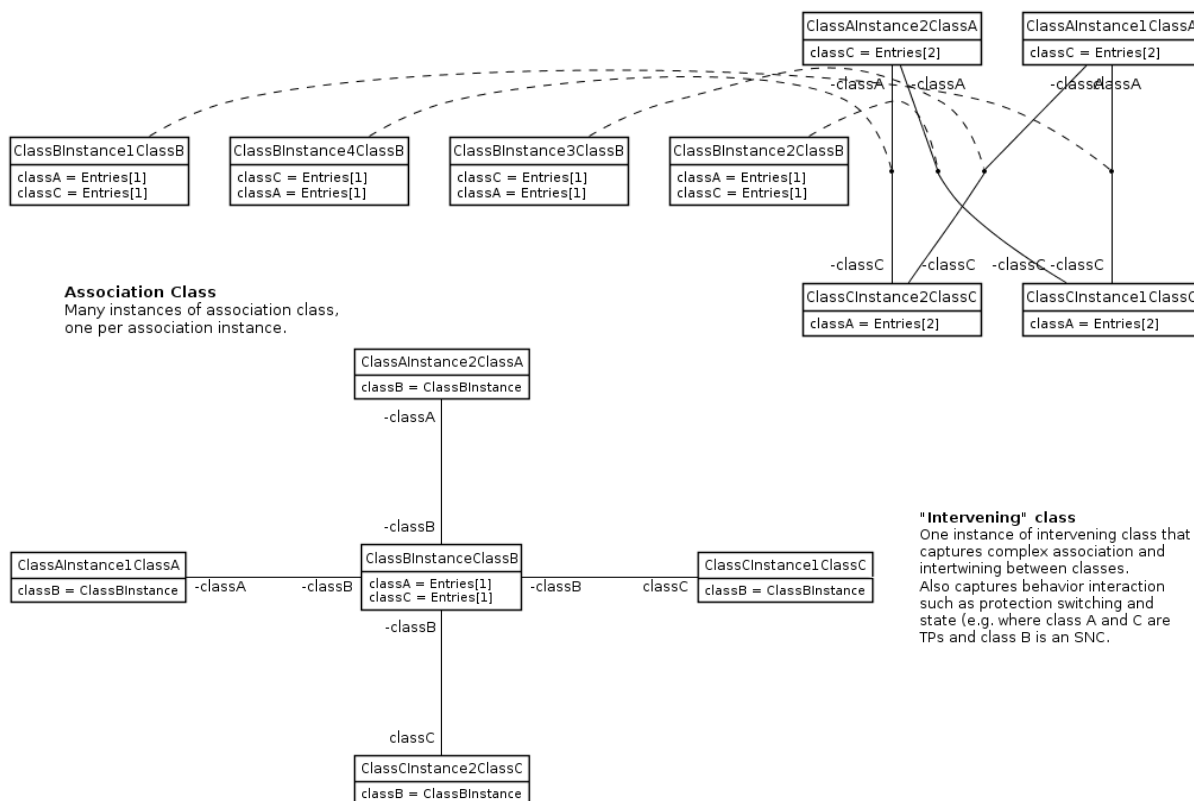 ClassAInstance2ClassA
classC = Entries[2]
ClassAInstance1ClassA
classC = Entries[2]
-classA
-classA
-classA
-classA
ClassBInstance1ClassB
classA = Entries[1]
classC = Entries[1]
ClassBInstance4ClassB
classC = Entries[1]
classA = Entries[1]
ClassBInstance3ClassB
classC = Entries[1]
classA = Entries[1]
ClassBInstance2ClassB
classA = Entries[1]
classC = Entries[1]
-classC
-classC
-classC
-classC
ClassCInstance2ClassC
classA = Entries[2]
ClassCInstance1ClassC
classA = Entries[2]
Association Class
Many instances of association class,
one per association instance.
ClassAInstance2ClassA
classB = ClassBInstance
-classA
-classB
ClassAInstance1ClassA
classB = ClassBInstance
-classA
-classB
ClassBInstanceClassB
classA = Entries[1]
classC = Entries[1]
-classB
classC
ClassCInstance1ClassC
classB = ClassBInstance
-classB
classC
ClassCInstance2ClassC
classB = ClassBInstance
"Intervening" class
One instance of intervening class that
captures complex association and
intertwining between classes.
Also captures behavior interaction
such as protection switching and
state (e.g. where class A and C are
TPs and class B is an SNC.